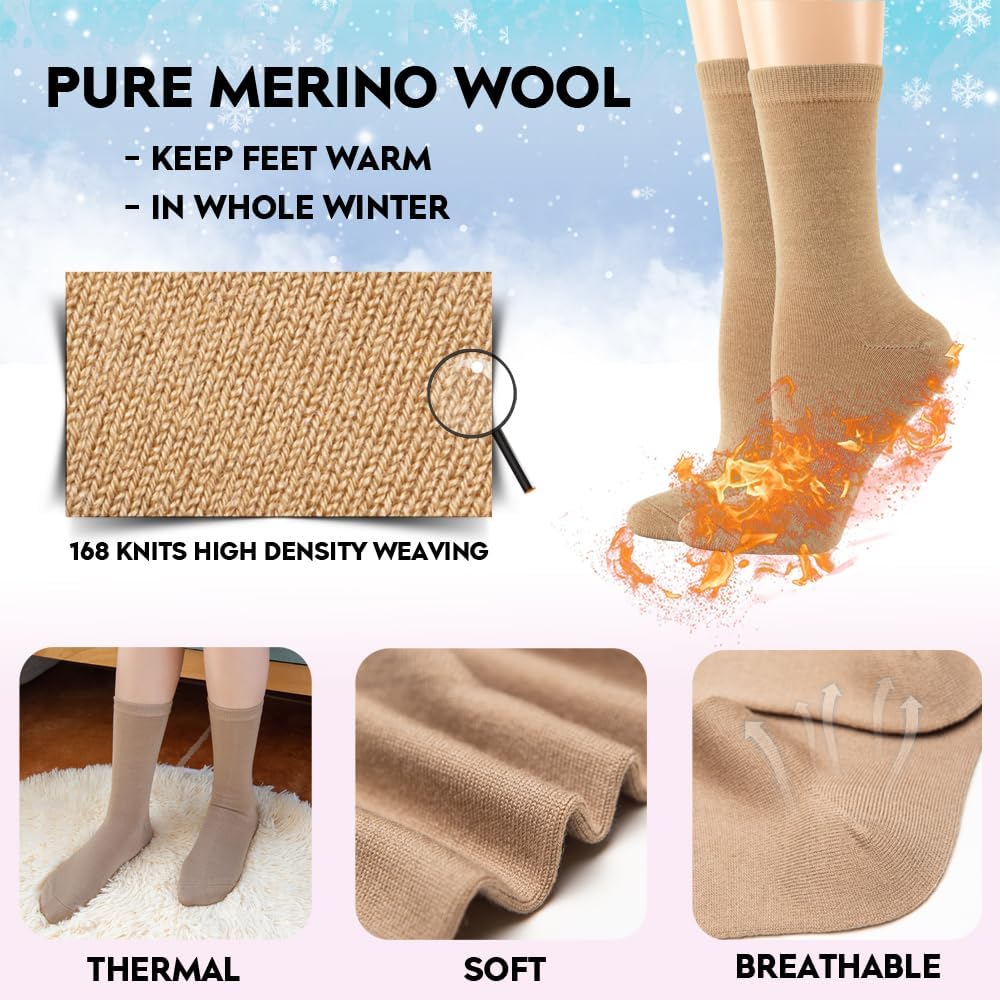 PURE MERINO WOOL
- KEEP FEET WARM
- IN WHOLE WINTER
168 KNITS HIGH DENSITY WEAVING
THERMAL
SOFT
BREATHABLE